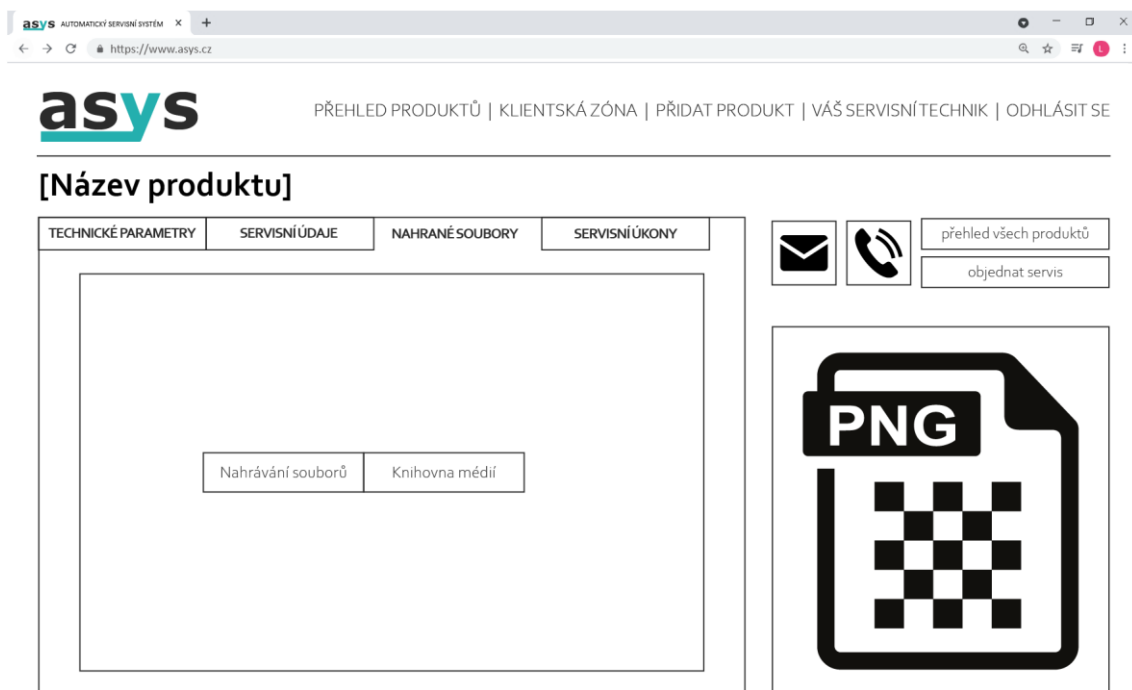 asys AUTOMATICKÝ SERVISNÍ SYSTÉM
https://www.asys.cz
L
asys
PŘEHLED PRODUKTŮ | KLIENTSKÁ ZÓNA | PŘIDAT PRODUKT | VÁŠ SERVISNÍ TECHNIK | ODHLÁSIT SE
[Název produktu]
TECHNICKÉ PARAMETRY SERVISNÍ ÚDAJE NAHRANÉ SOUBORY SERVISNÍ ÚKONY
přehled všech produktů
objednat servis
Nahrávání souborů Knihovna médií
PNG